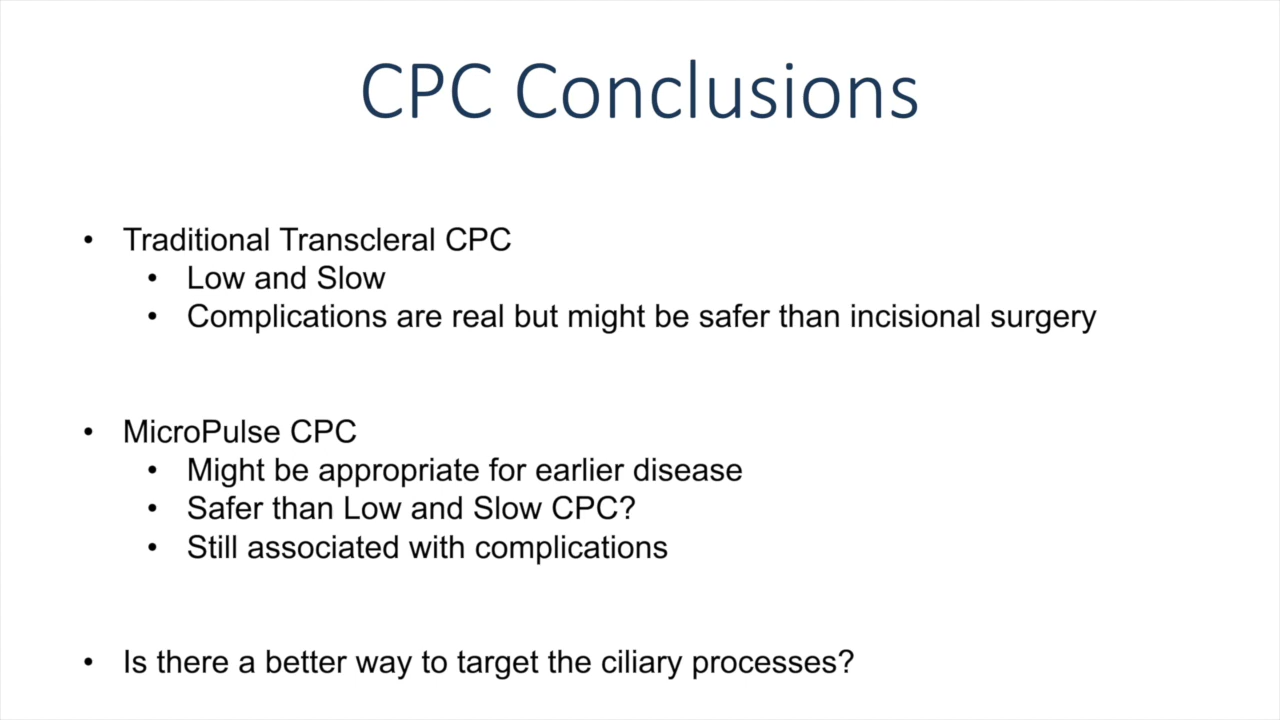 CPC Conclusions
• Traditional Transcleral CPC
• Low and Slow
• Complications are real but might be safer than incisional surgery
• MicroPulse CPC
• Might be appropriate for earlier disease
• Safer than Low and Slow CPC?
• Still associated with complications
• Is there a better way to target the ciliary processes?